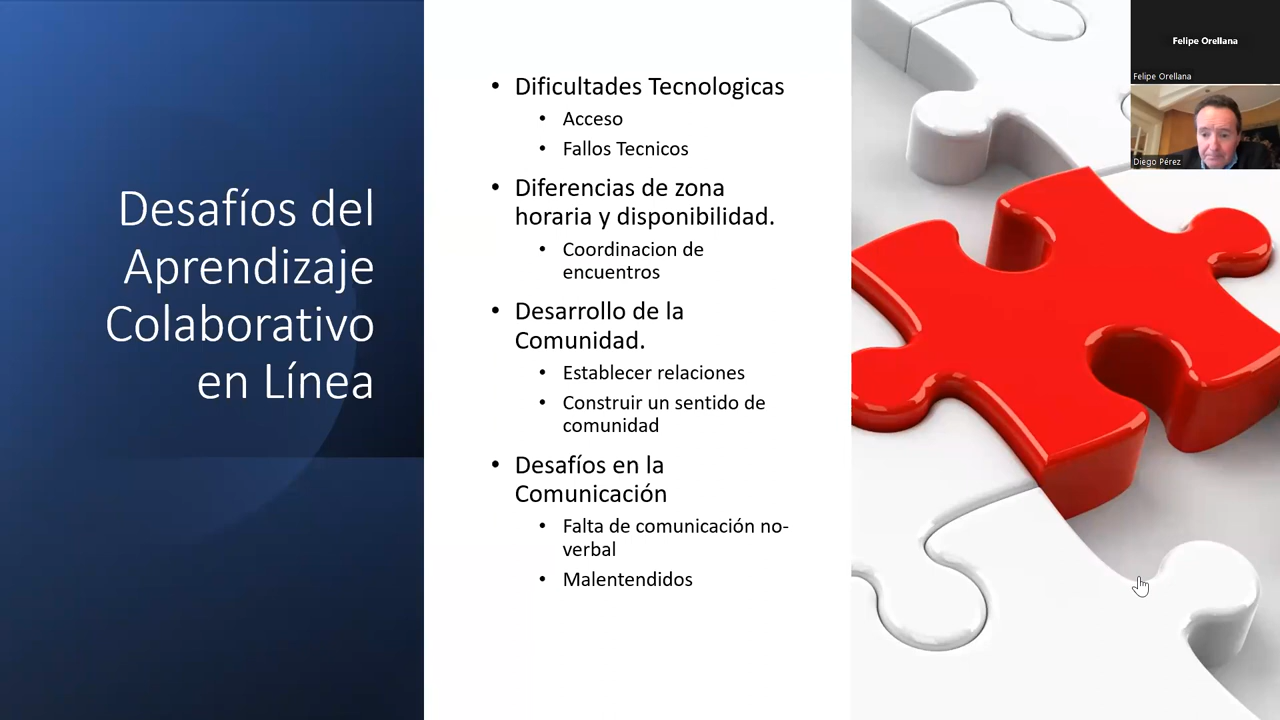 Desafíos del
Aprendizaje
Colaborativo
en Línea
• Dificultades Tecnologicas
• Acceso
• Fallos Tecnicos
• Diferencias de zona
horaria y disponibilidad.
• Coordinacion de
encuentros
• Desarrollo de la
Comunidad.
• Establecer relaciones
• Construir un sentido de
comunidad
• Desafíos en la
Comunicación
• Falta de comunicación no-
verbal
• Malentendidos
Felipe Orellana
Felipe Orellana
Diego Pérez